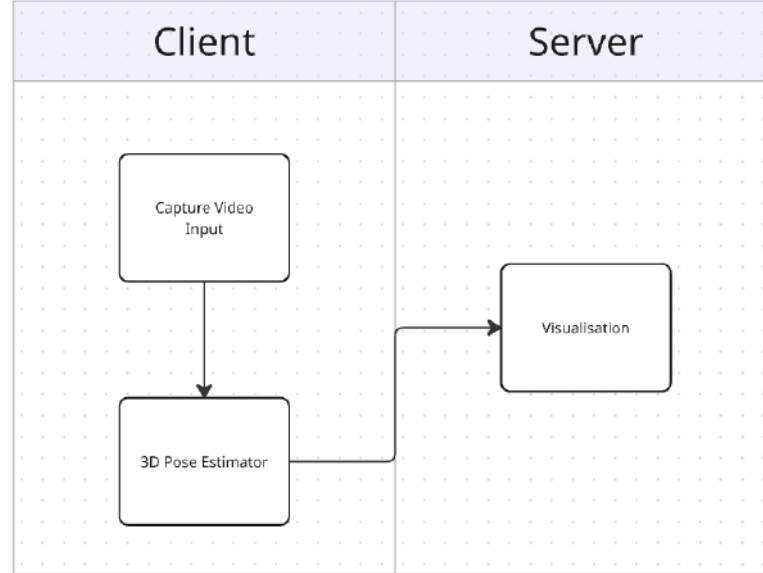 Client
Server
Capture Video
Input
Visualisation
3D Pose Estimator